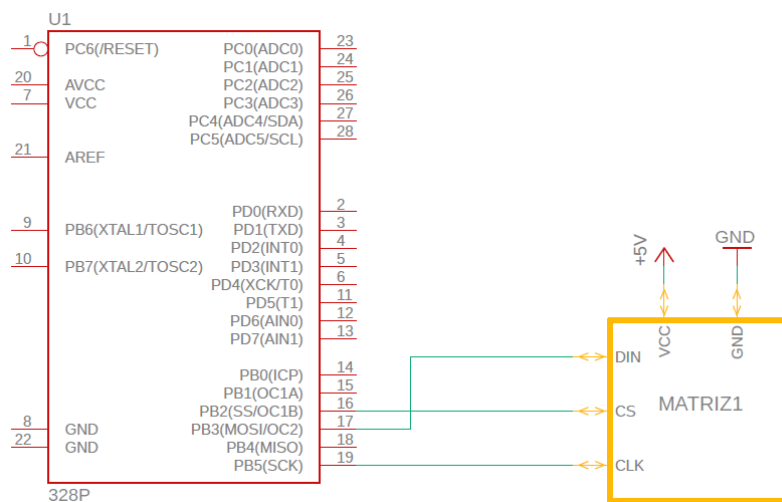 U1
1 PC6(/RESET) PC0(ADC0) 23
PC1(ADC1) 24
20 AVCC PC2(ADC2) 25
7 VCC PC3(ADC3) 26
PC4(ADC4/SDA) 27
PC5(ADC5/SCL) 28
21 AREF
PD0(RXD) 2
9 PB6(XTAL1/TOSC1) PD1(TXD) 3
PD2(INT0) 4
10 PB7(XTAL2/TOSC2) PD3(INT1) 5
PD4(XCK/T0) 6
PD5(T1) 11
PD6(AIN0) 12
PD7(AIN1) 13
PB0(ICP) 14
PB1(OC1A) 15
PB2(SS/OC1B) 16
8 GND PB3(MOSI/OC2) 17
22 GND PB4(MISO) 18
PB5(SCK) 19
328P
+5V
GND
VCC
GND
DIN
MATRIZ1
CS
CLK